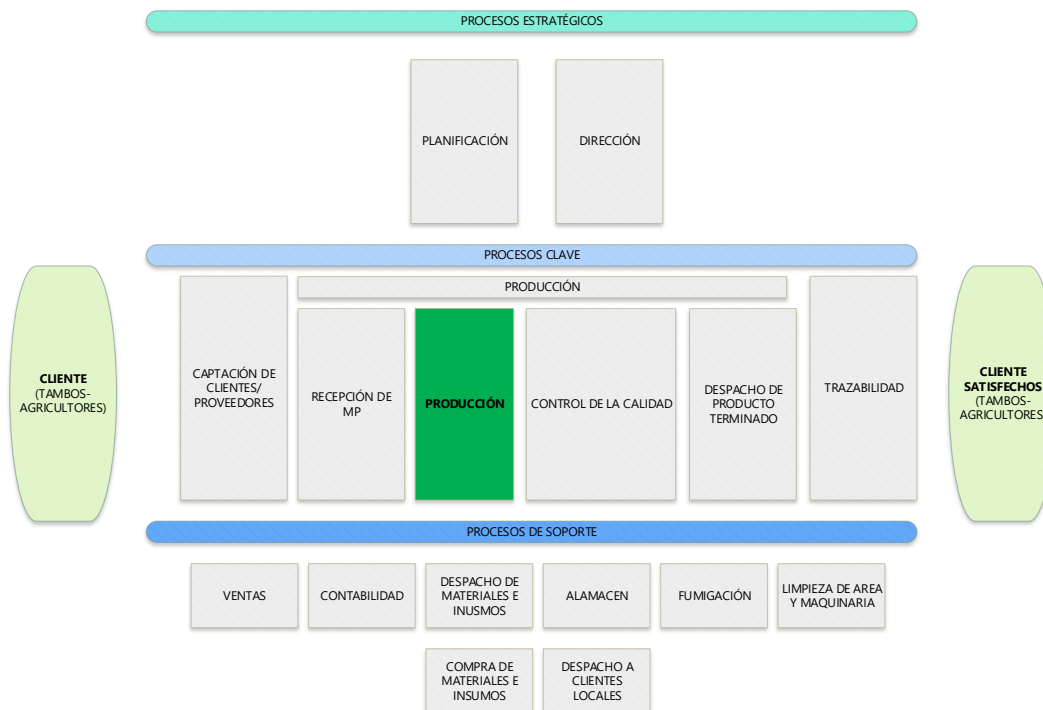 PROCESOS ESTRATÉGICOS
PLANIFICACIÓN
DIRECCIÓN
PROCESOS CLAVE
CLIENTE
(TAMBOS-
AGRICULTORES)
CAPTACIÓN DE
CLIENTES/
PROVEEDORES
PRODUCCIÓN
RECEPCIÓN DE
MP
PRODUCCIÓN
CONTROL DE LA CALIDAD
DESPACHO DE
PRODUCTO
TERMINADO
TRAZABILIDAD
CLIENTE
SATISFECHOS
(TAMBOS-
AGRICULTORES
PROCESOS DE SOPORTE
VENTAS
CONTABILIDAD
DESPACHO DE
MATERIALES E
INUSMOS
ALAMACEN
FUMIGACIÓN
LIMPIEZA DE AREA
Y MAQUINARIA
COMPRA DE
MATERIALES E
INSUMOS
DESPACHO A
CLIENTES
LOCALES